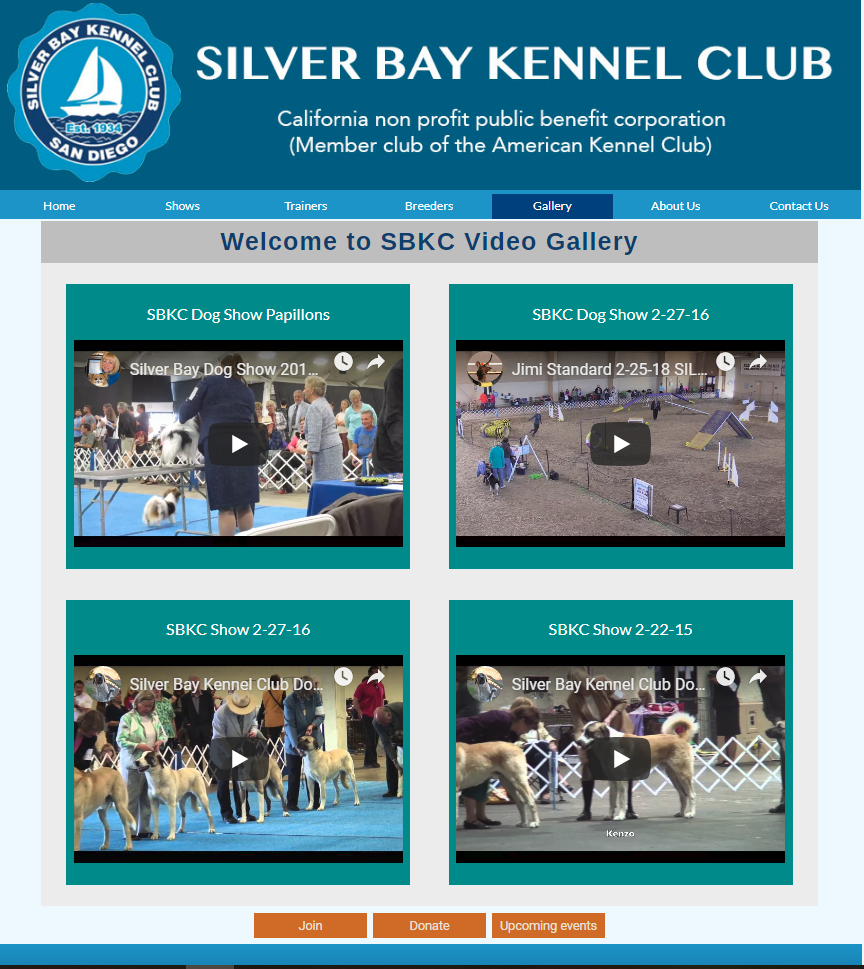 SILVER BAY KENNEL CLUB
Est. 1934
SAN DIEGO
SILVER BAY KENNEL CLUB
California non profit public benefit corporation
(Member club of the American Kennel Club)
Home Shows Trainers Breeders Gallery About Us Contact Us
Welcome to SBKC Video Gallery
SBKC Dog Show Papillons
Silver Bay Dog Show 201...
SBKC Dog Show 2-27-16
Jimi Standard 2-25-18 SIL...
SBKC Show 2-27-16
Silver Bay Kennel Club Do...
SBKC Show 2-22-15
Silver Bay Kennel Club Do...
Kenzo
Join Donate Upcoming events